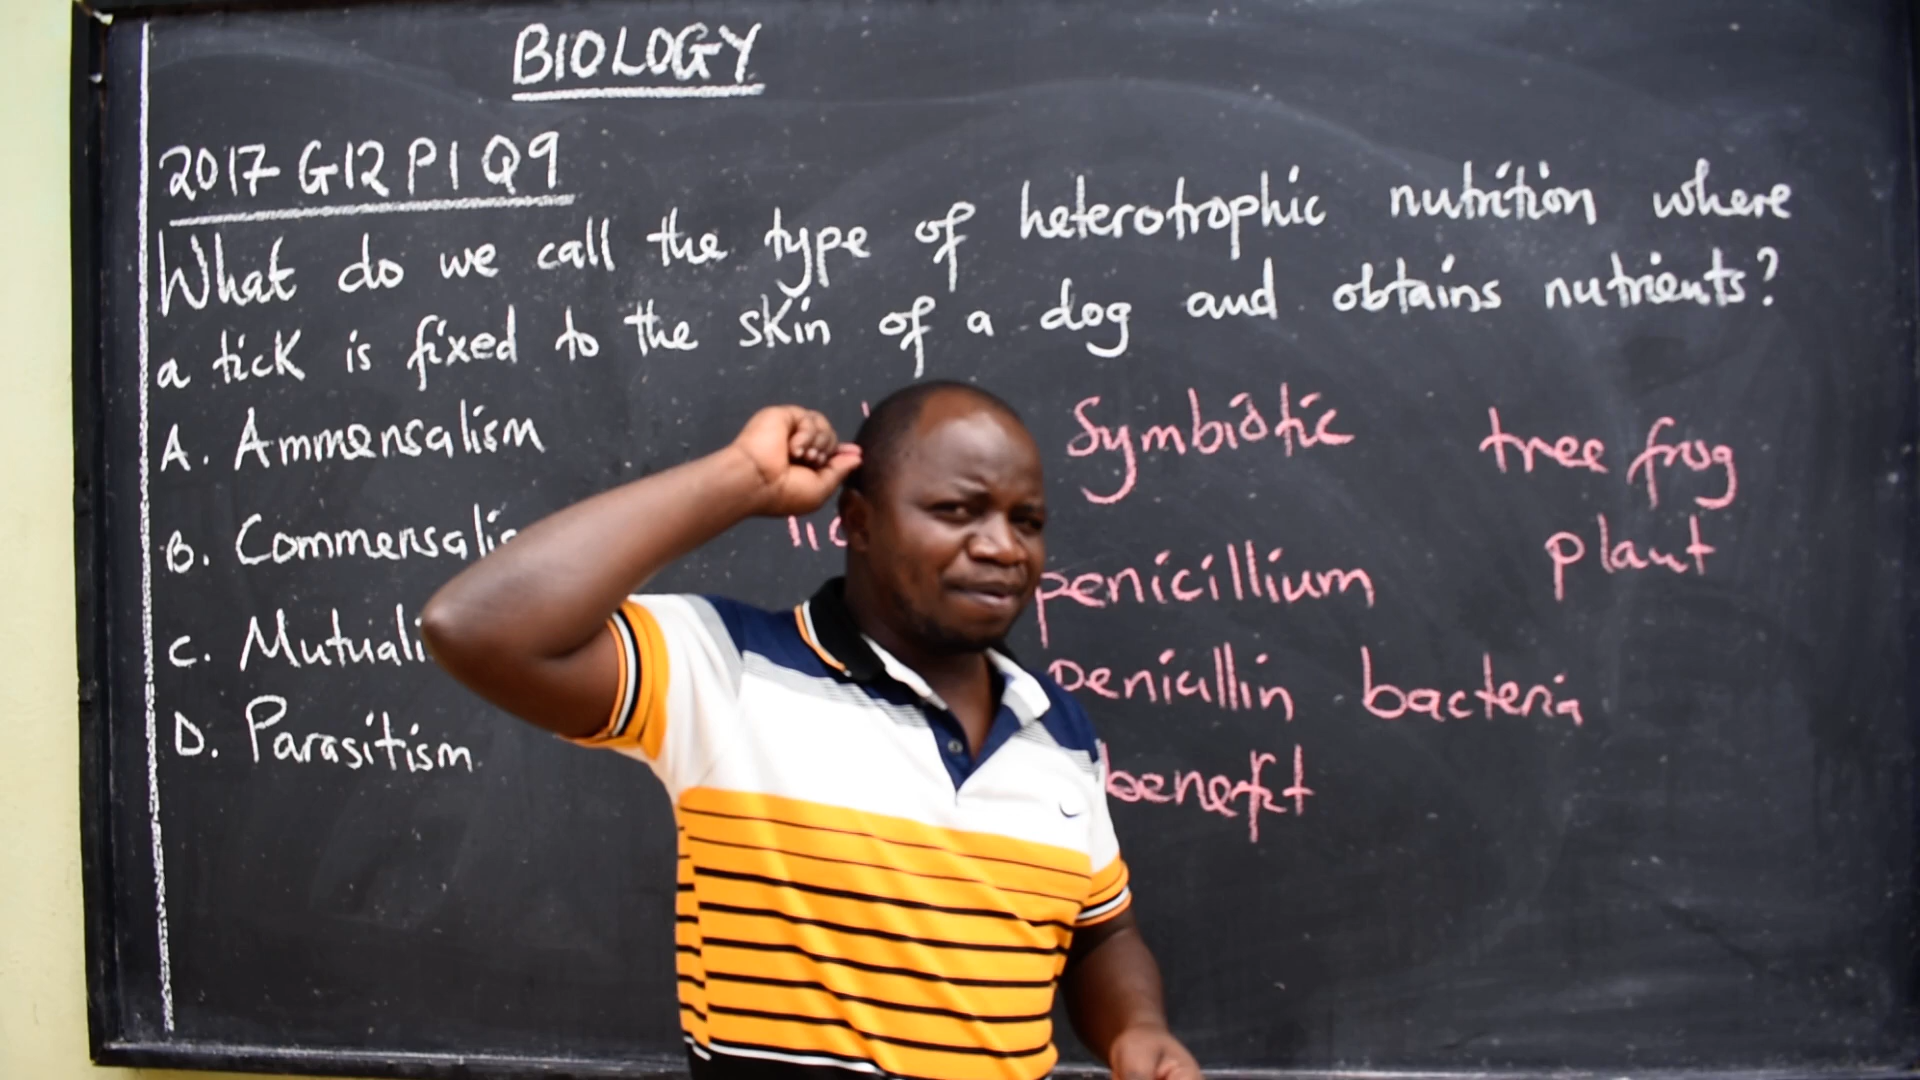 BIOLOGY
2017 G12 P1 Q9
What do we call the type of heterotrophic nutrition where
a tick is fixed to the skin of a dog and obtains nutrients?
A. Ammensalism
B. Commensalis
C. Mutuali
D. Parasitism
Symbiotic
penicillium
penicillin bacteria
benefit
tree frog
plant